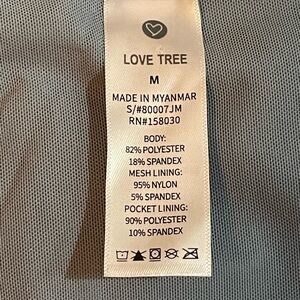 LOVE TREE
M
MADE IN MYANMAR
S/#80007JM
RN#158030
BODY:
82% POLYESTER
18% SPANDEX
MESH LINING:
95% NYLON
5% SPANDEX
POCKET LINING:
90% POLYESTER
10% SPANDEX